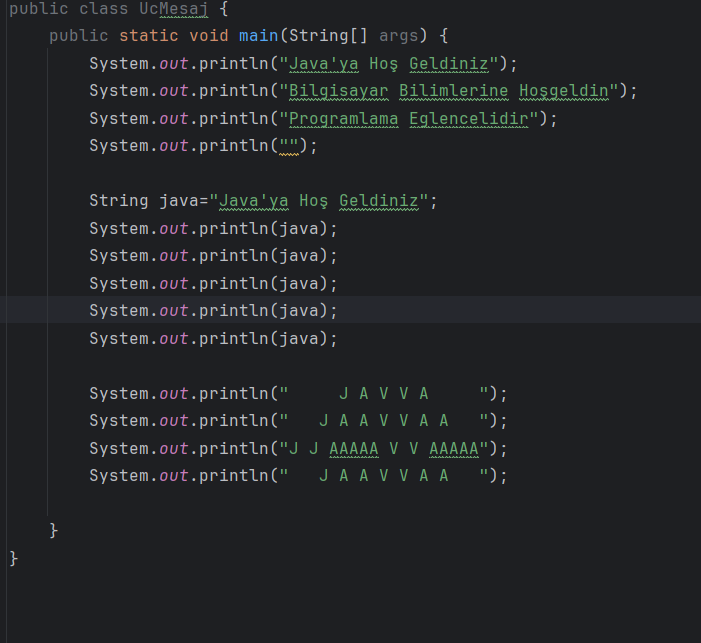 public class UcMesaj {
    public static void main(String[] args) {
        System.out.println("Java'ya Hoş Geldiniz");
        System.out.println("Bilgisayar Bilimlerine Hoşgeldin");
        System.out.println("Programlama Eglencelidir");
        System.out.println("");

        String java="Java'ya Hoş Geldiniz";
        System.out.println(java);
        System.out.println(java);
        System.out.println(java);
        System.out.println(java);
        System.out.println(java);

        System.out.println("     J A V V A     ");
        System.out.println("   J A A V V A A   ");
        System.out.println("J J AAAAA V V AAAAA");
        System.out.println("   J A A V V A A   ");

    }
}